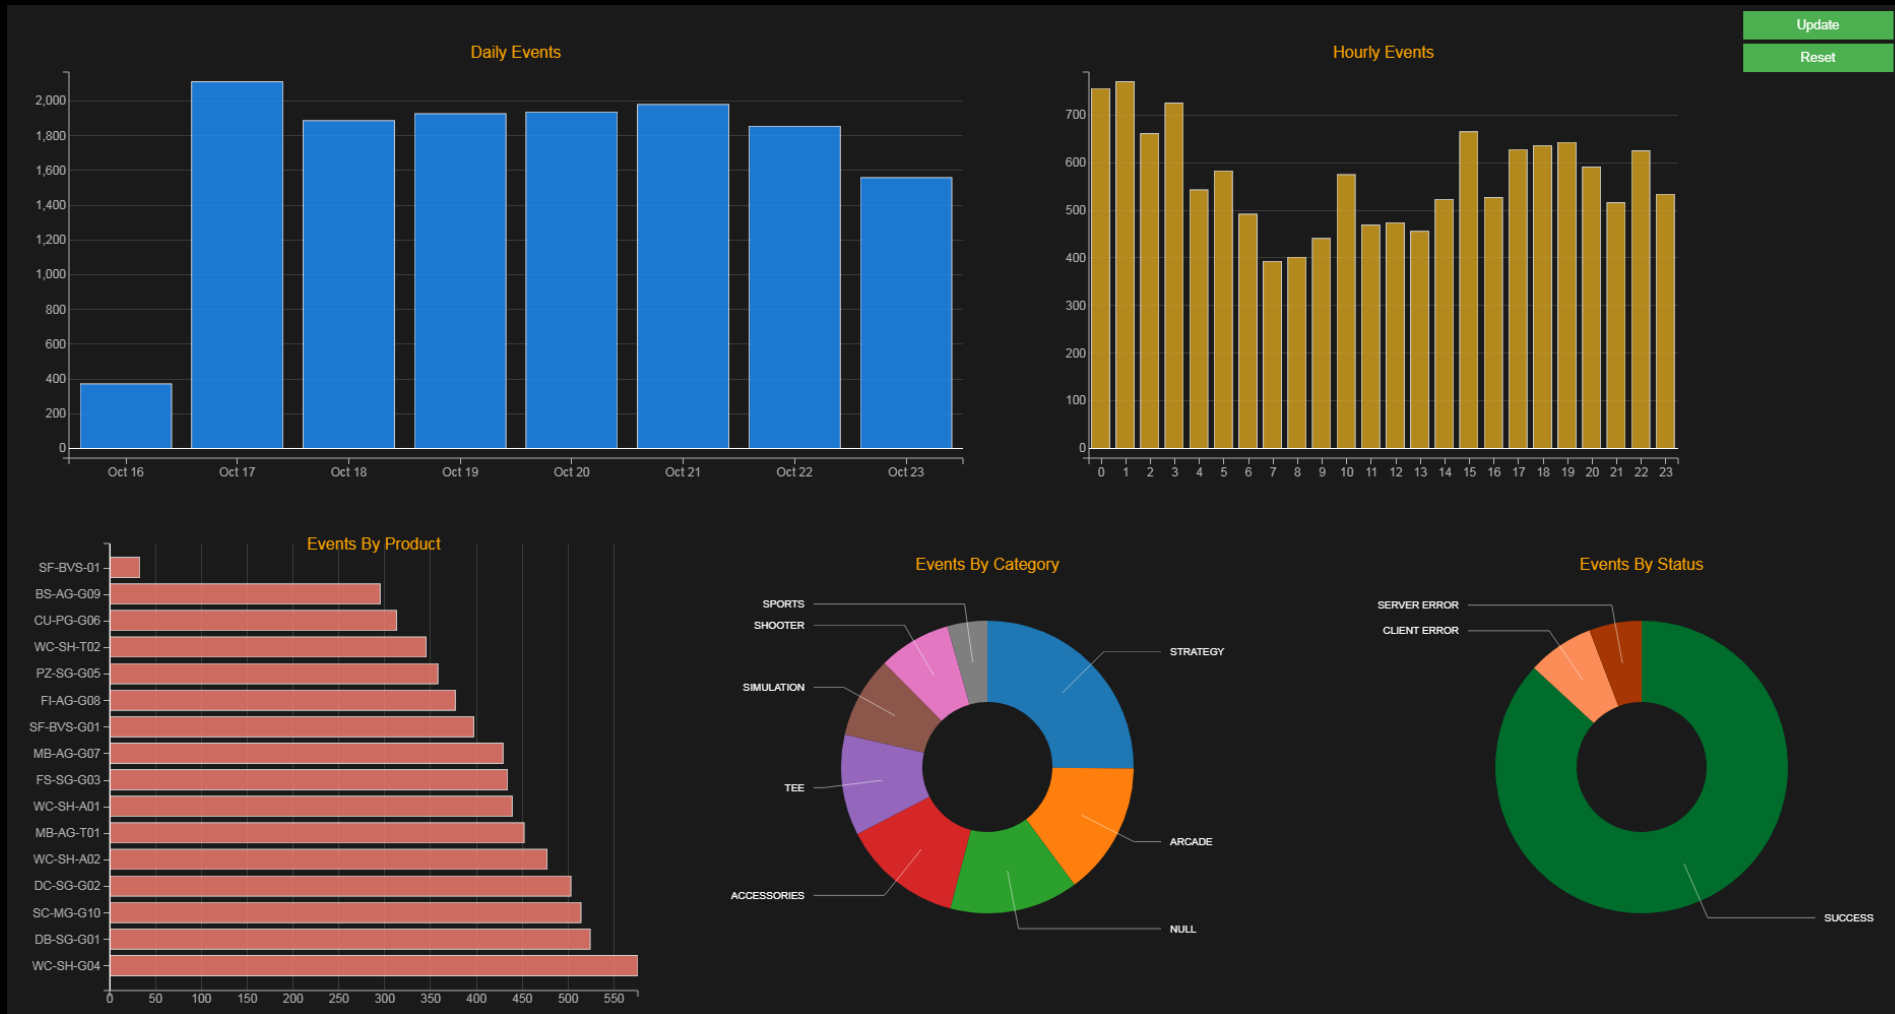 Update
Reset
Daily Events
2,000
1,800
1,600
1,400
1,200
1,000
800
600
400
200
0
Oct 16 Oct 17 Oct 18 Oct 19 Oct 20 Oct 21 Oct 22 Oct 23
Hourly Events
700
600
500
400
300
200
100
0
0 1 2 3 4 5 6 7 8 9 10 11 12 13 14 15 16 17 18 19 20 21 22 23
Events By Product
SF-BVS-01
BS-AG-G09
CU-PG-G06
WC-SH-T02
PZ-SG-G05
FI-AG-G08
SF-BVS-G01
MB-AG-G07
FS-SG-G03
WC-SH-A01
MB-AG-T01
WC-SH-A02
DC-SG-G02
SC-MG-G10
DB-SG-G01
WC-SH-G04
0 50 100 150 200 250 300 350 400 450 500 550
Events By Category
SPORTS
SHOOTER
STRATEGY
SIMULATION
TEE
ARCADE
ACCESSORIES
NULL
Events By Status
SERVER ERROR
CLIENT ERROR
SUCCESS